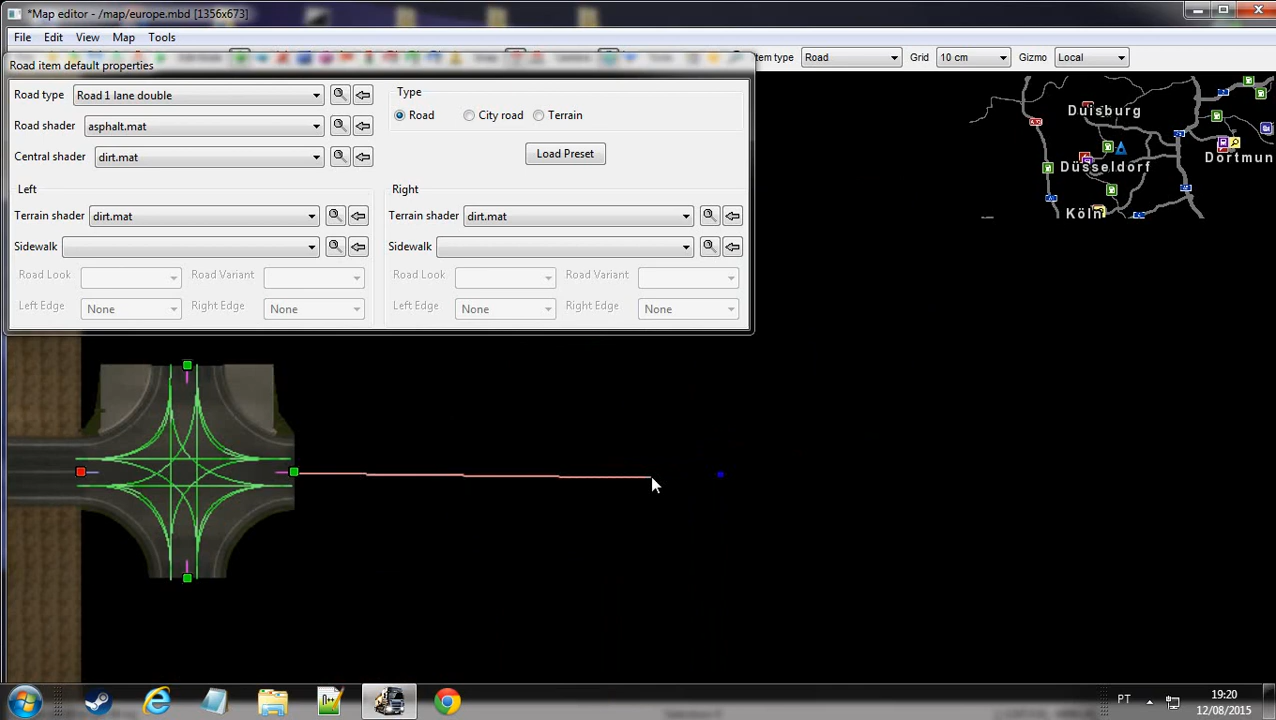 *Map editor - /map/europe.mbd [1356x673]
File Edit View Map Tools
Road Grid 10 cm Gizmo Local
Road item default properties
Road type Road 1 lane double Type
Road City road Terrain
Road shader asphalt.mat
Central shader dirt.mat Load Preset
Left Right
Terrain shader dirt.mat Terrain shader dirt.mat
Sidewalk Sidewalk
Road Look Road Variant Road Look Road Variant
Left Edge None Right Edge None Left Edge None Right Edge None
Duisburg
Düsseldorf
Dortmun
Köln
PT 19:20
12/08/2015